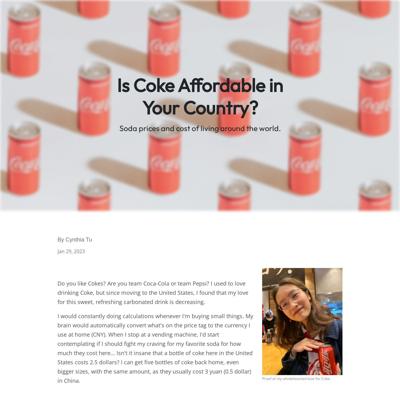 Is Coke Affordable in
Your Country?
Soda prices and cost of living around the world.
By Cynthia Tu
Jan 29, 2023
Do you like Cokes? Are you team Coca-Cola or team Pepsi? I used to love
drinking Coke, but since moving to the United States, I found that my love
for this sweet, refreshing carbonated drink is decreasing.
I would constantly doing calculations whenever I'm buying small things. My
brain would automatically convert what's on the price tag to the currency I
use at home (CNY). When I stop at a vending machine, I'd start
contemplating if I should fight my craving for my favorite soda for how
much they cost here... Isn't it insane that a bottle of coke here in the United
States costs 2.5 dollars? I can get five bottles of coke back home, even
bigger sizes, with the same amount, as they usually cost 3 yuan (0.5 dollar)
in China.